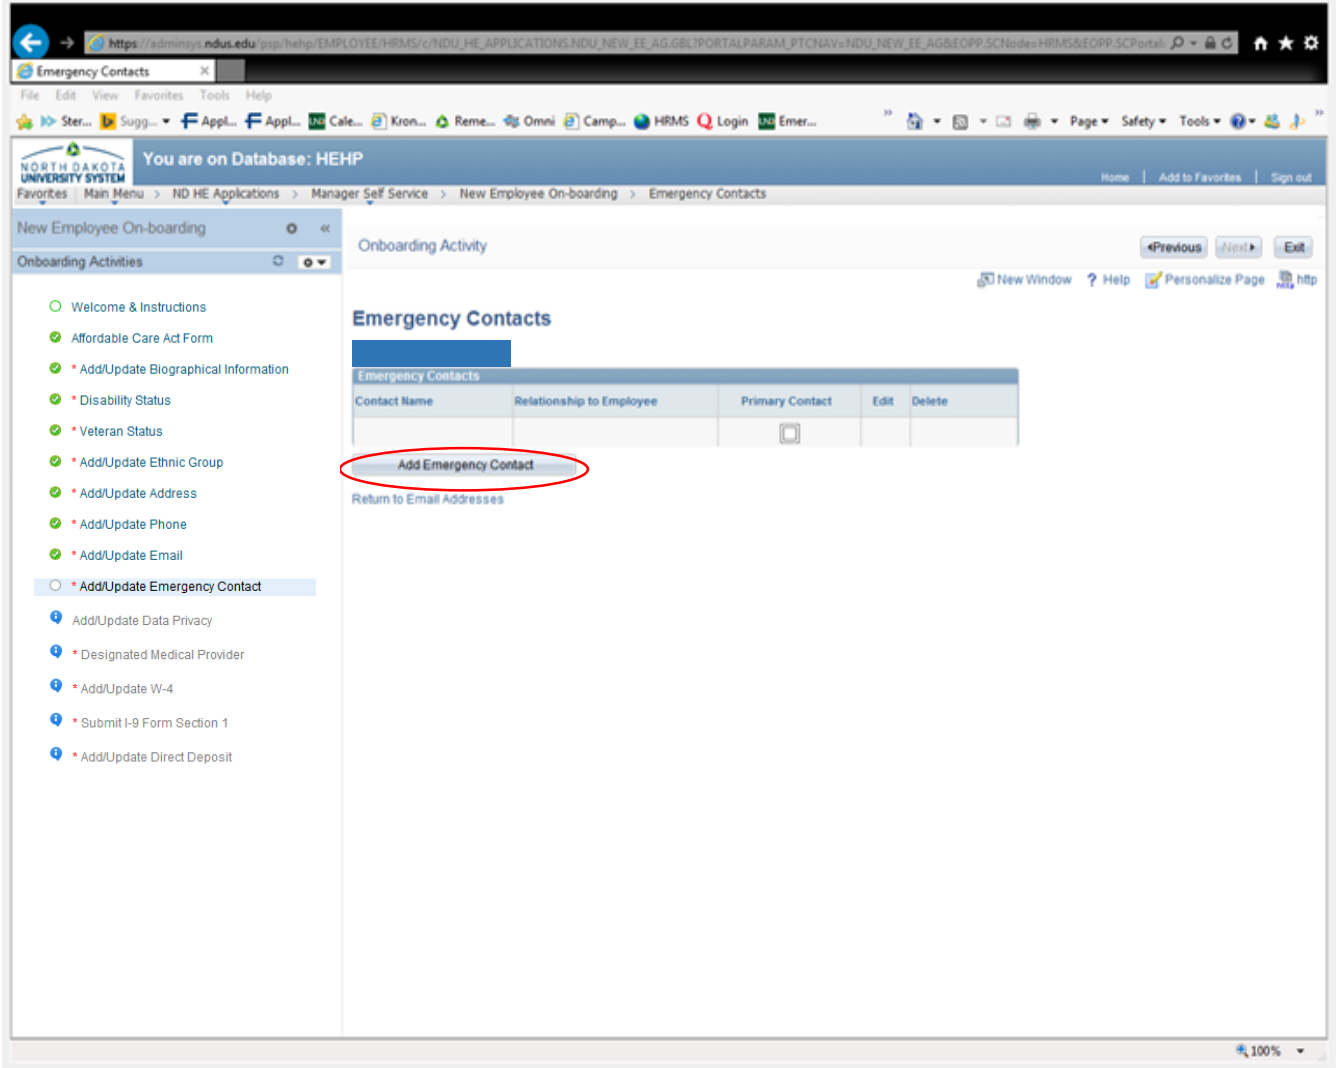 https://adminsys.ndus.edu/psp/hehp/EMPLOYEE/HRMS/c/NDU_HE_APPLICATIONS.NDU_NEW_EE_AG.GBL?PORTALPARAM_PTCNAV=NDU_NEW_EE_AG&EOPP.SCNode=HRMS&EOPP.SCPortal=
Emergency Contacts
File Edit View Favorites Tools Help
Ster... Sugg... Appl... Appl... Cale... Kron... Reme... Omni Camp... HRMS Login Emer... Page Safety Tools
NORTH DAKOTA
UNIVERSITY SYSTEM
You are on Database: HEHP
Home | Add to Favorites | Sign out
Favorites Main Menu > ND HE Applications > Manager Self Service > New Employee On-boarding > Emergency Contacts
New Employee On-boarding «
Onboarding Activities
Welcome & Instructions
Affordable Care Act Form
* Add/Update Biographical Information
* Disability Status
* Veteran Status
* Add/Update Ethnic Group
* Add/Update Address
* Add/Update Phone
* Add/Update Email
* Add/Update Emergency Contact
Add/Update Data Privacy
* Designated Medical Provider
* Add/Update W-4
* Submit I-9 Form Section 1
* Add/Update Direct Deposit
Onboarding Activity
Previous Next Exit
New Window ? Help Personalize Page http
Emergency Contacts
Emergency Contacts
Contact Name Relationship to Employee Primary Contact Edit Delete
Add Emergency Contact
Return to Email Addresses
100%